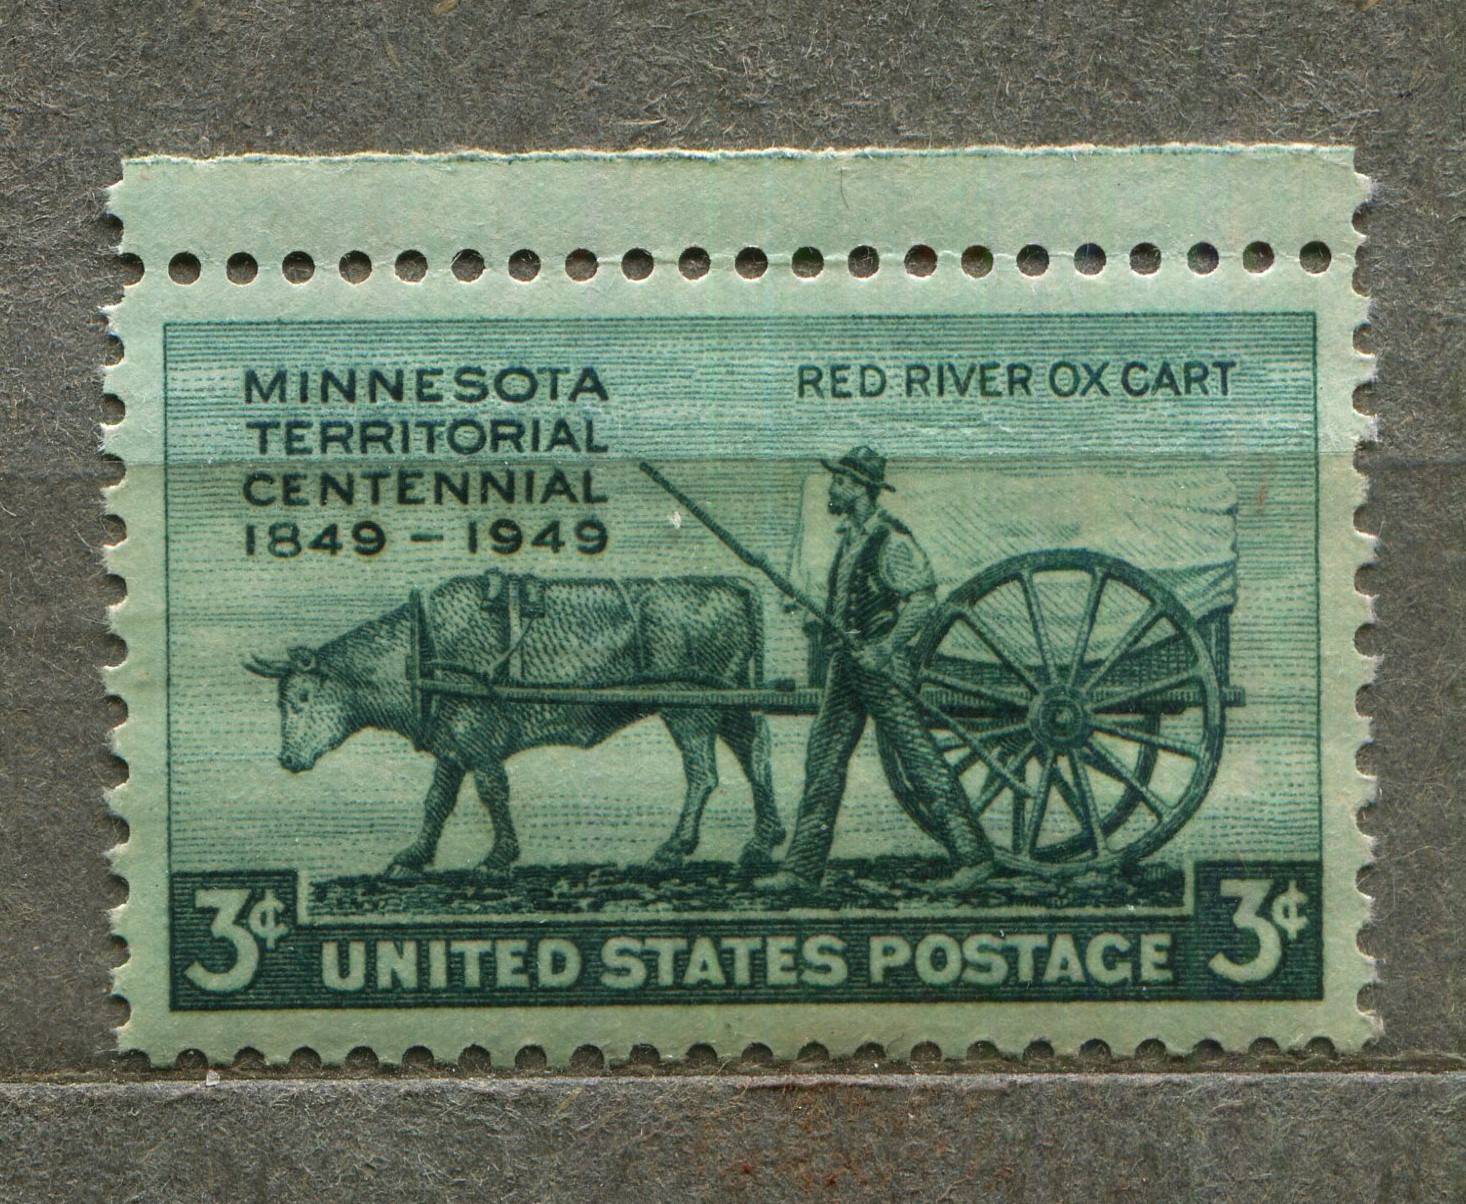 MINNESOTA
TERRITORIAL
CENTENNIAL
1849 – 1949
RED RIVER OX CART
3¢
UNITED STATES POSTAGE
3¢